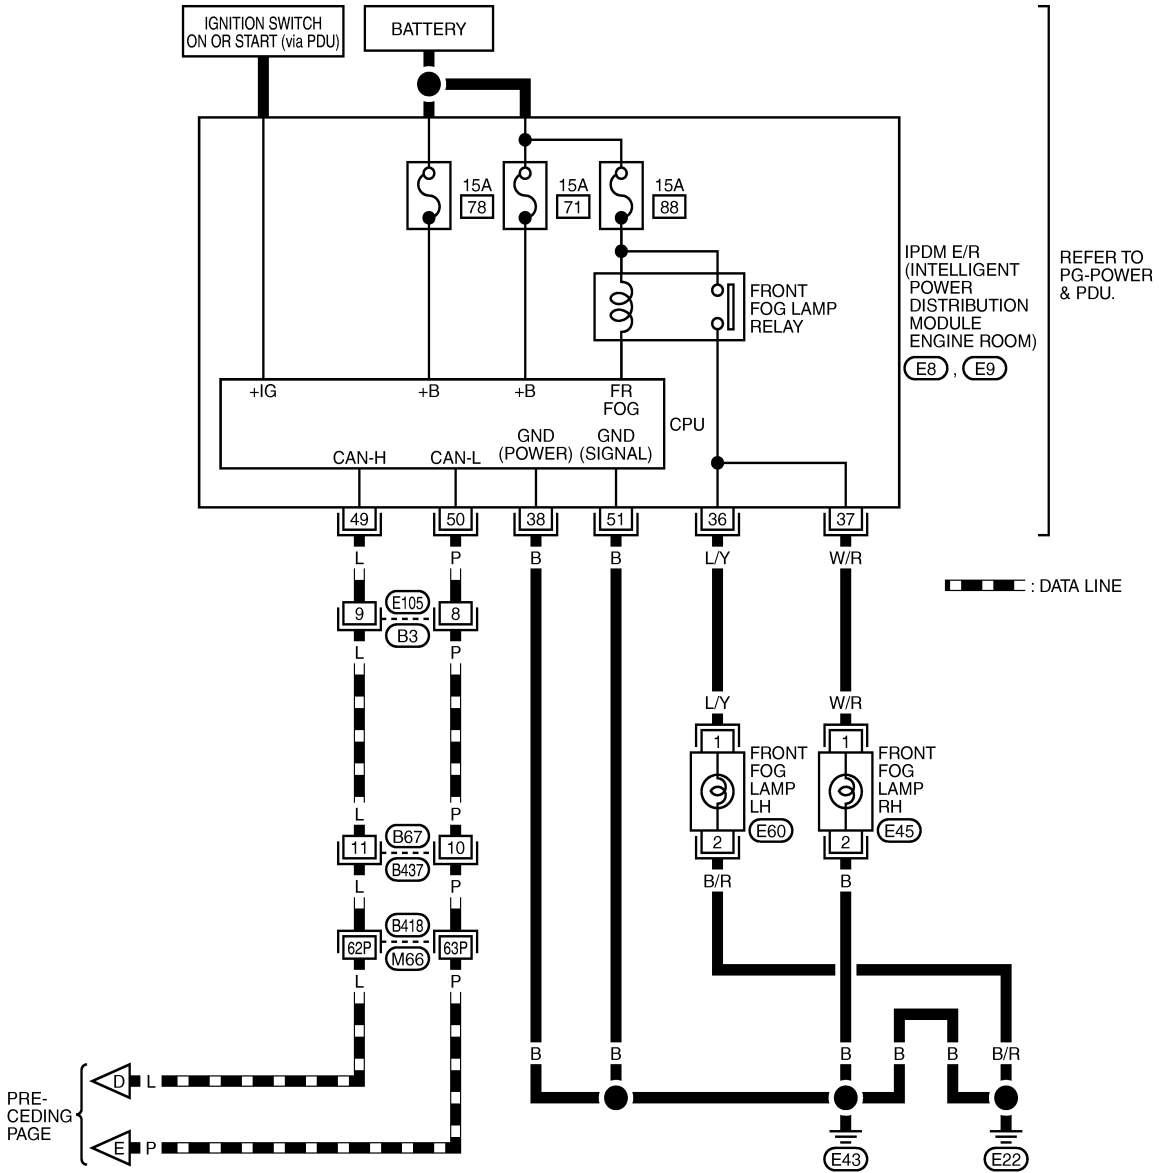 IGNITION SWITCH
ON OR START (via PDU)
BATTERY
15A
78
15A
71
15A
88
FRONT
FOG LAMP
RELAY
IPDM E/R
(INTELLIGENT
POWER
DISTRIBUTION
MODULE
ENGINE ROOM)
E8 , E9
REFER TO
PG-POWER
& PDU.
+IG
+B
+B
FR
FOG
CPU
CAN-H
CAN-L
GND
(POWER)
GND
(SIGNAL)
49
50
38
51
36
37
L
P
B
B
L/Y
W/R
: DATA LINE
9
E105
B3
8
L
P
L/Y
W/R
1
1
FRONT
FOG
LAMP
LH
E60
FRONT
FOG
LAMP
RH
E45
2
2
L
P
11
B67
B437
10
L
P
B/R
B
62P
B418
M66
63P
L
P
B
B
B
B
B
B/R
PRE-
CEDING
PAGE
D
L
E
P
E43
E22